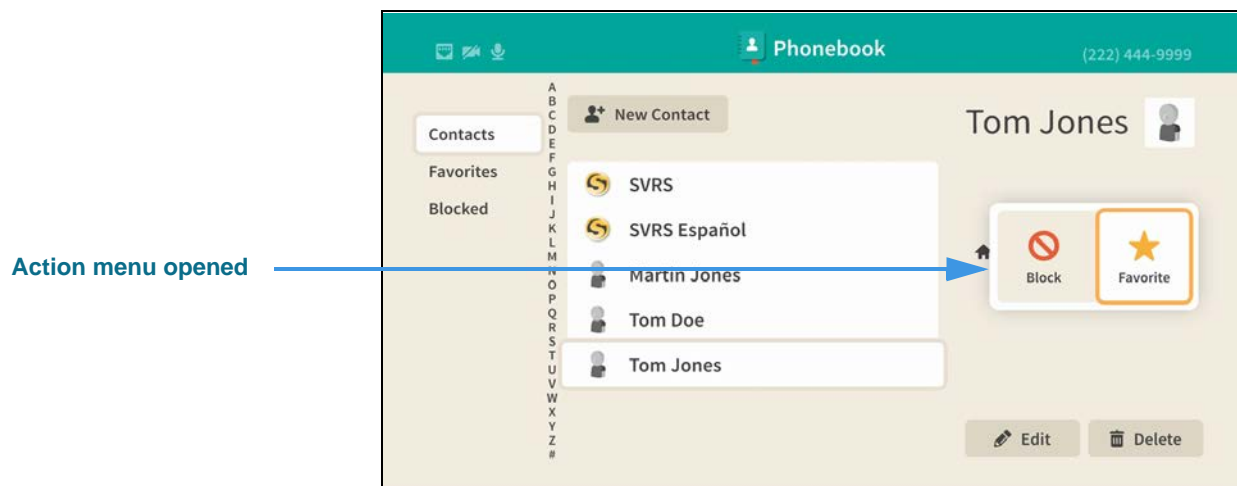 Phonebook
(222) 444-9999
Contacts
Favorites
Blocked
A
B
C
D
E
F
G
H
I
J
K
L
M
N
O
P
Q
R
S
T
U
V
W
X
Y
Z
#
New Contact
SVRS
SVRS Español
Martin Jones
Tom Doe
Tom Jones
Tom Jones
Block
Favorite
Edit
Delete
Action menu opened